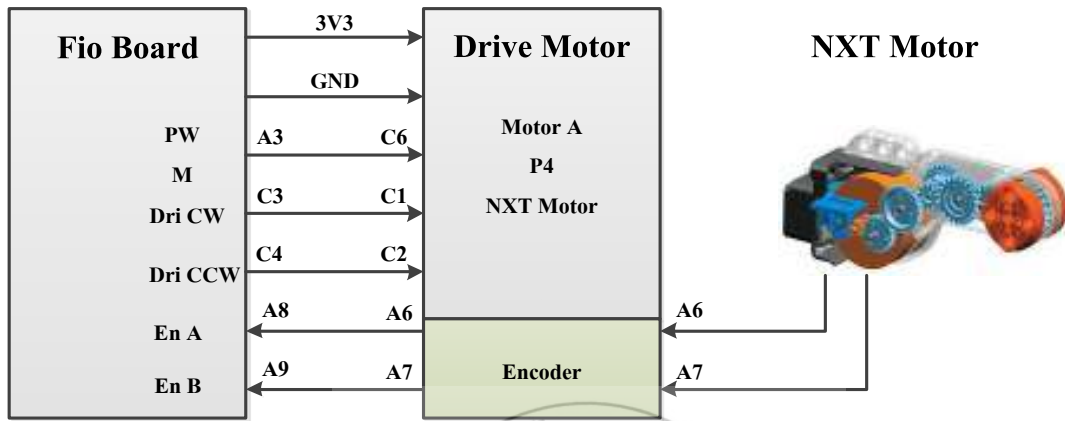 Fio Board
Drive Motor
NXT Motor
3V3
GND
PW
M
A3
C6
Dri CW
C3
C1
Dri CCW
C4
C2
En A
A8
A6
En B
A9
A7
Motor A
P4
NXT Motor
Encoder
A6
A7